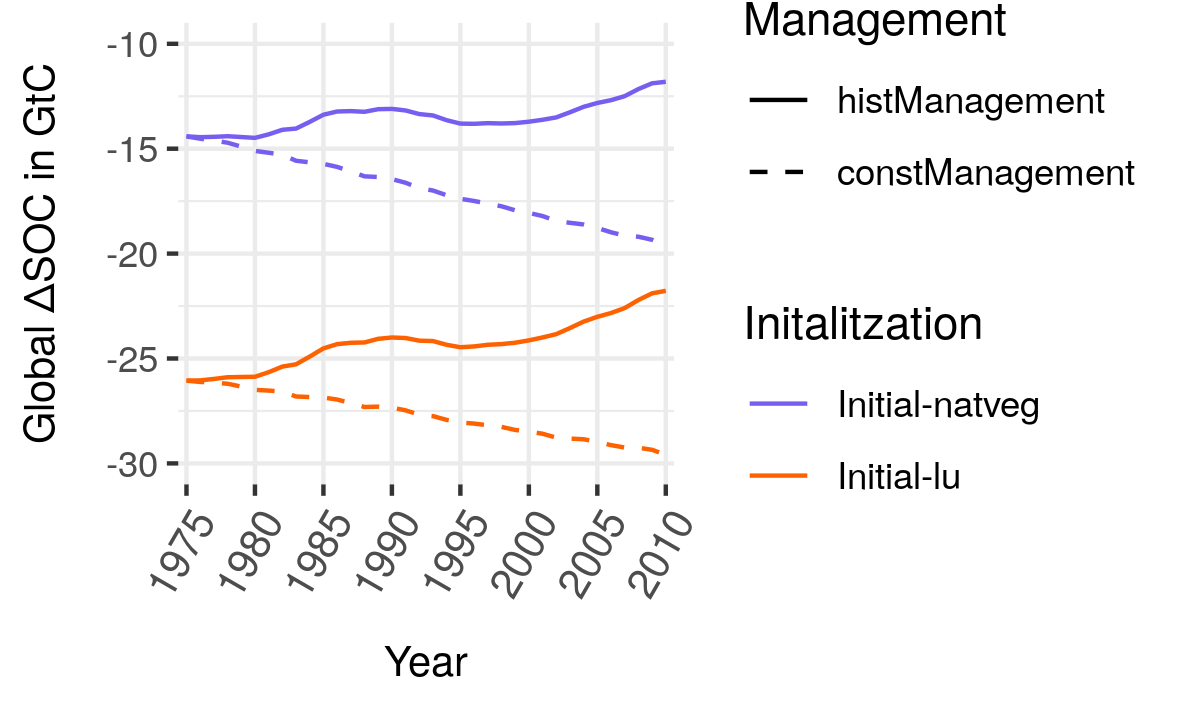 Global ΔSOC in GtC
-10
-15
-20
-25
-30
1975
1980
1985
1990
1995
2000
2005
2010
Year
Management
histManagement
constManagement
Initalitzation
Initial-natveg
Initial-lu